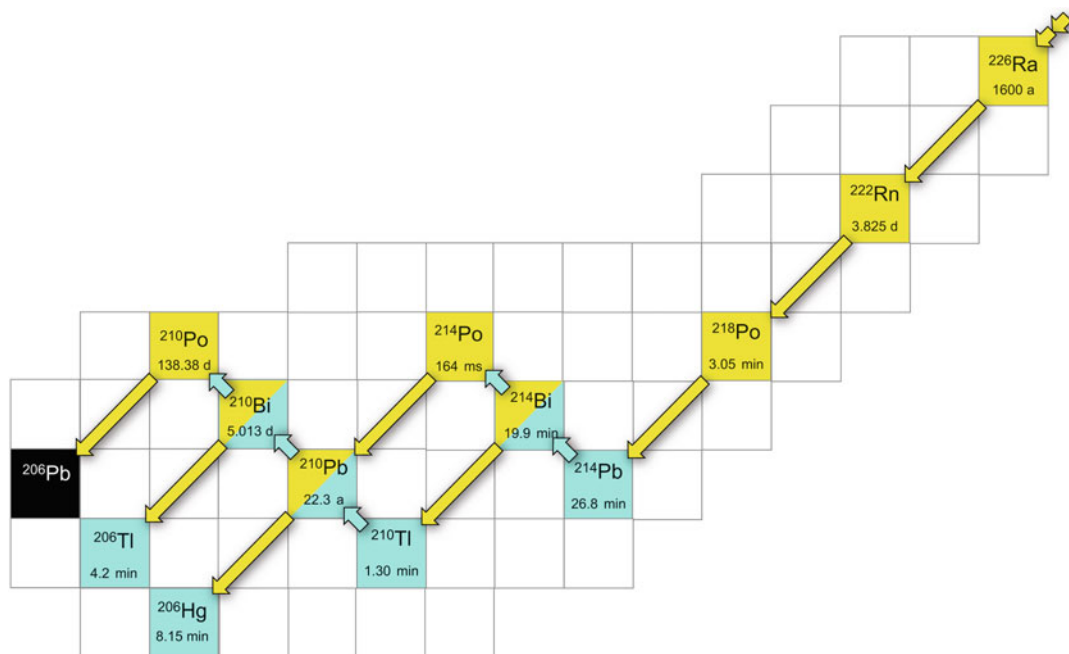 ²²⁶Ra
1600 a
²²²Rn
3.825 d
²¹⁰Po
138.38 d
²¹⁴Po
164 ms
²¹⁸Po
3.05 min
²¹⁰Bi
5.013 d
²¹⁴Bi
19.9 min
²⁰⁶Pb
²¹⁰Pb
22.3 a
²¹⁴Pb
26.8 min
²⁰⁶Tl
4.2 min
²¹⁰Tl
1.30 min
²⁰⁶Hg
8.15 min